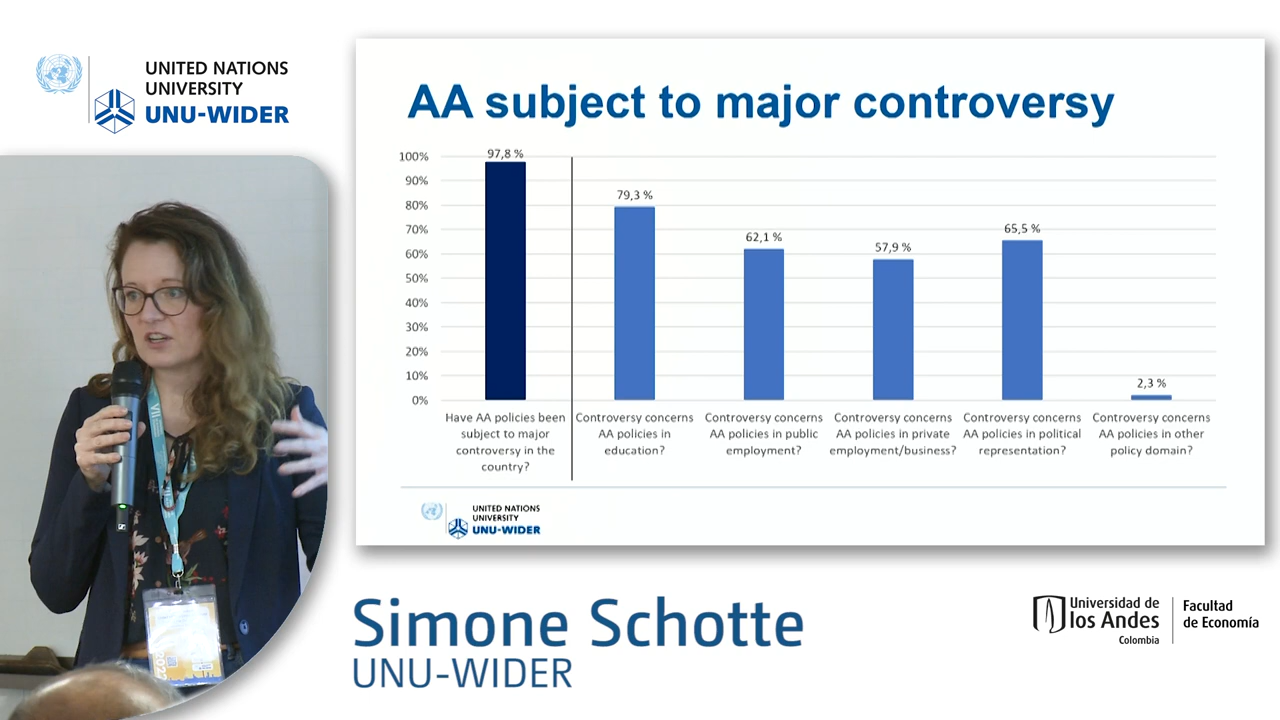 UNITED NATIONS
UNIVERSITY
UNU-WIDER
AA subject to major controversy
100%
90%
80%
70%
60%
50%
40%
30%
20%
10%
0%
97,8 %
79,3 %
62,1 %
57,9 %
65,5 %
2,3 %
Have AA policies been
subject to major
controversy in the
country?
Controversy concerns
AA policies in
education?
Controversy concerns
AA policies in public
employment?
Controversy concerns
AA policies in private
employment/business?
Controversy concerns
AA policies in political
representation?
Controversy concerns
AA policies in other
policy domain?
UNITED NATIONS
UNIVERSITY
UNU-WIDER
Simone Schotte
UNU-WIDER
Universidad de
los Andes
Colombia
Facultad
de Economía